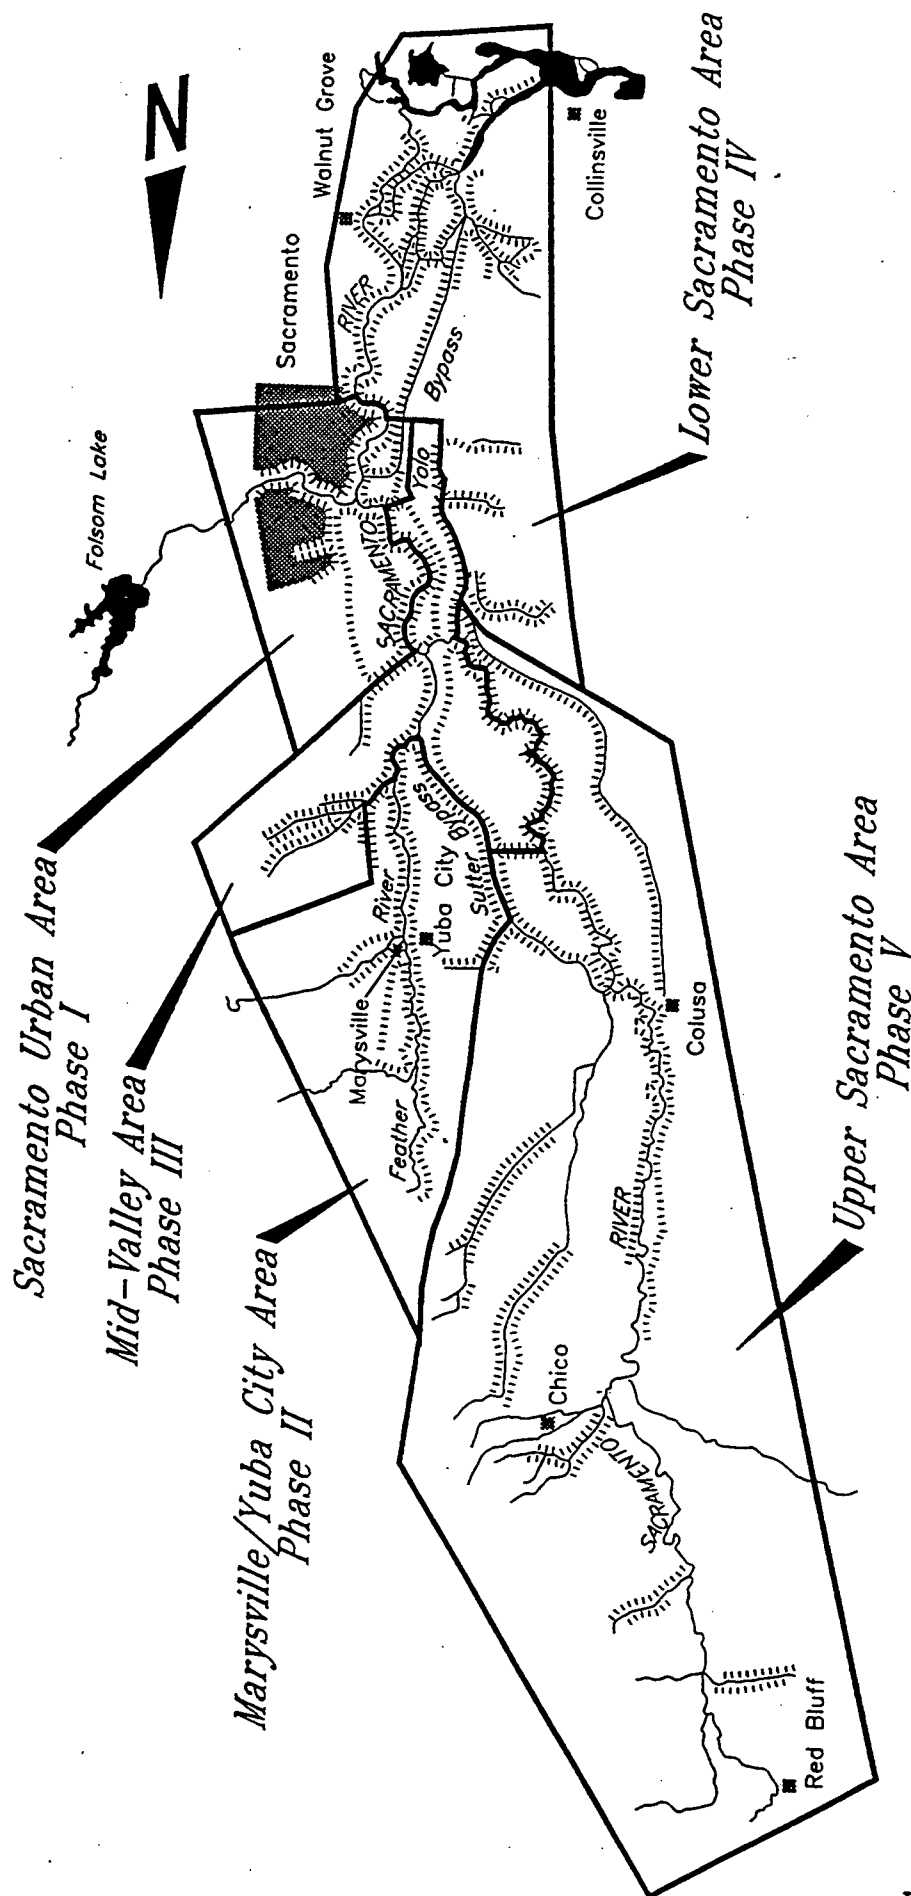 N
Walnut Grove
Collinsville
Lower Sacramento Area
Phase IV
Sacramento
RIVER
Bypass
Yolo
Folsom Lake
SACRAMENTO
Sacramento Urban Area
Phase I
Mid-Valley Area
Phase III
Marysville/Yuba City Area
Phase II
River
Bypass
Sutter
Yuba City
Marysville
Feather
Colusa
Upper Sacramento Area
Phase V
RIVER
Chico
SACRAMENTO
Red Bluff